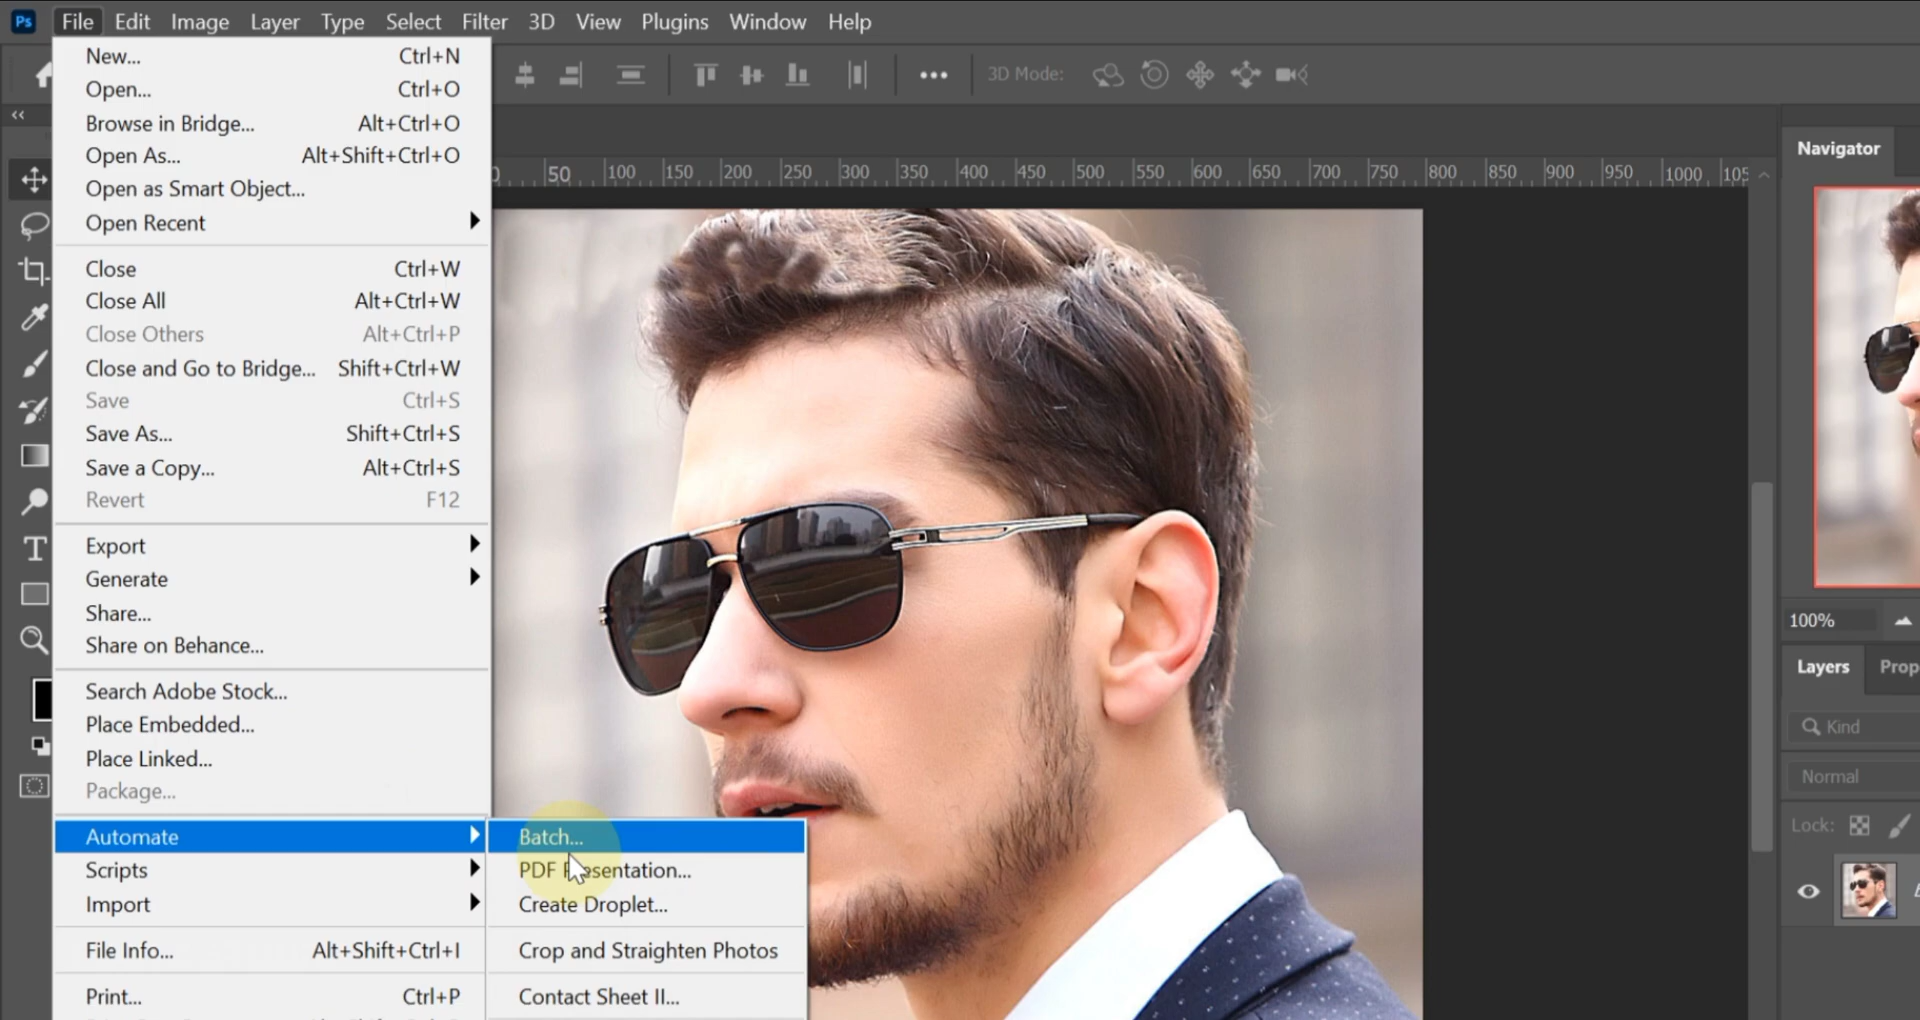 Ps File Edit Image Layer Type Select Filter 3D View Plugins Window Help
3D Mode:
New... Ctrl+N
Open... Ctrl+O
Browse in Bridge... Alt+Ctrl+O
Open As... Alt+Shift+Ctrl+O
Open as Smart Object...
Open Recent
Close Ctrl+W
Close All Alt+Ctrl+W
Close Others Alt+Ctrl+P
Close and Go to Bridge... Shift+Ctrl+W
Save Ctrl+S
Save As... Shift+Ctrl+S
Save a Copy... Alt+Ctrl+S
Revert F12
Export
Generate
Share...
Share on Behance...
Search Adobe Stock...
Place Embedded...
Place Linked...
Package...
Automate
Scripts
Import
File Info... Alt+Shift+Ctrl+I
Print... Ctrl+P
Batch...
PDF Presentation...
Create Droplet...
Crop and Straighten Photos
Contact Sheet II...
0 50 100 150 200 250 300 350 400 450 500 550 600 650 700 750 800 850 900 950 1000 105
Navigator
100%
Layers Prop
Kind
Normal
Lock: